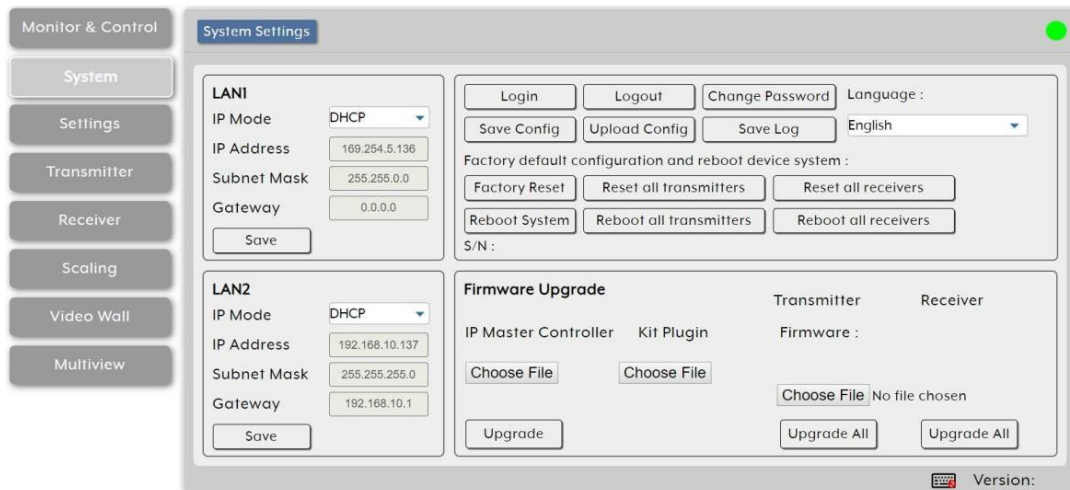 Monitor & Control
System
Settings
Transmitter
Receiver
Scaling
Video Wall
Multiview
System Settings
LAN1
IP Mode DHCP
IP Address 169.254.5.136
Subnet Mask 255.255.0.0
Gateway 0.0.0.0
Save
Login Logout Change Password Language :
Save Config Upload Config Save Log English
Factory default configuration and reboot device system :
Factory Reset Reset all transmitters Reset all receivers
Reboot System Reboot all transmitters Reboot all receivers
S/N :
LAN2
IP Mode DHCP
IP Address 192.168.10.137
Subnet Mask 255.255.255.0
Gateway 192.168.10.1
Save
Firmware Upgrade
Transmitter Receiver
IP Master Controller Kit Plugin Firmware :
Choose File Choose File
Choose File No file chosen
Upgrade Upgrade All Upgrade All
Version: